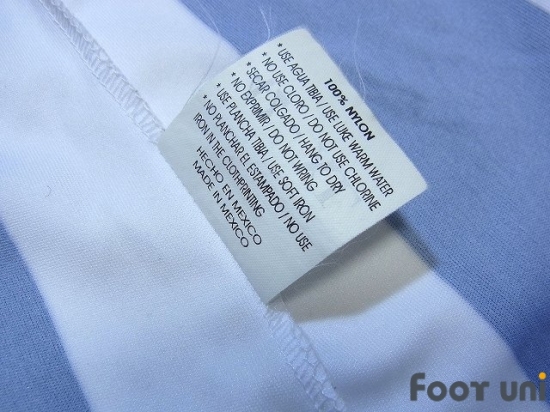 100% NYLON
* USE AGUA TIBIA / USE LUKE WARM WATER
* NO USE CLORO / DO NOT USE CHLORINE
* SECAR COLGADO / HANG TO DRY
* NO EXPRIMIR / DO NOT WRING
* USE PLANCHA TIBIA / USE SOFT IRON
* NO PLANCHAR EL ESTAMPADO / NO USE
IRON IN THE CLOTHPRINTING
HECHO EN MEXICO
MADE IN MEXICO
FOOT UNI